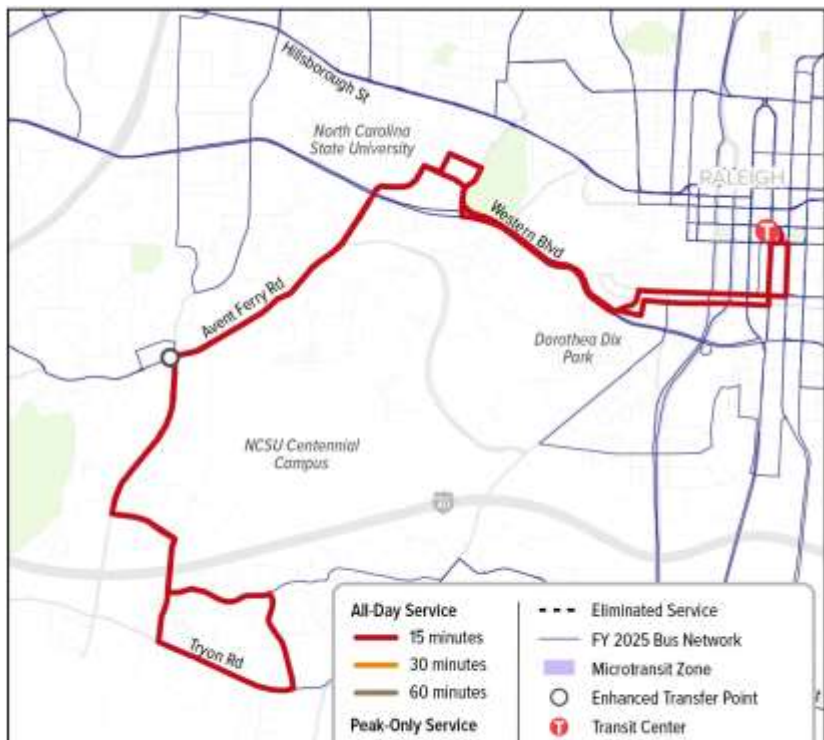 Hillsborough St
North Carolina
State University
RALEIGH
T
Western Blvd
Avent Ferry Rd
Dorothea Dix
Park
NCSU Centennial
Campus
40
Tryon Rd
All-Day Service
15 minutes
30 minutes
60 minutes
Peak-Only Service
Eliminated Service
FY 2025 Bus Network
Microtransit Zone
Enhanced Transfer Point
T
Transit Center